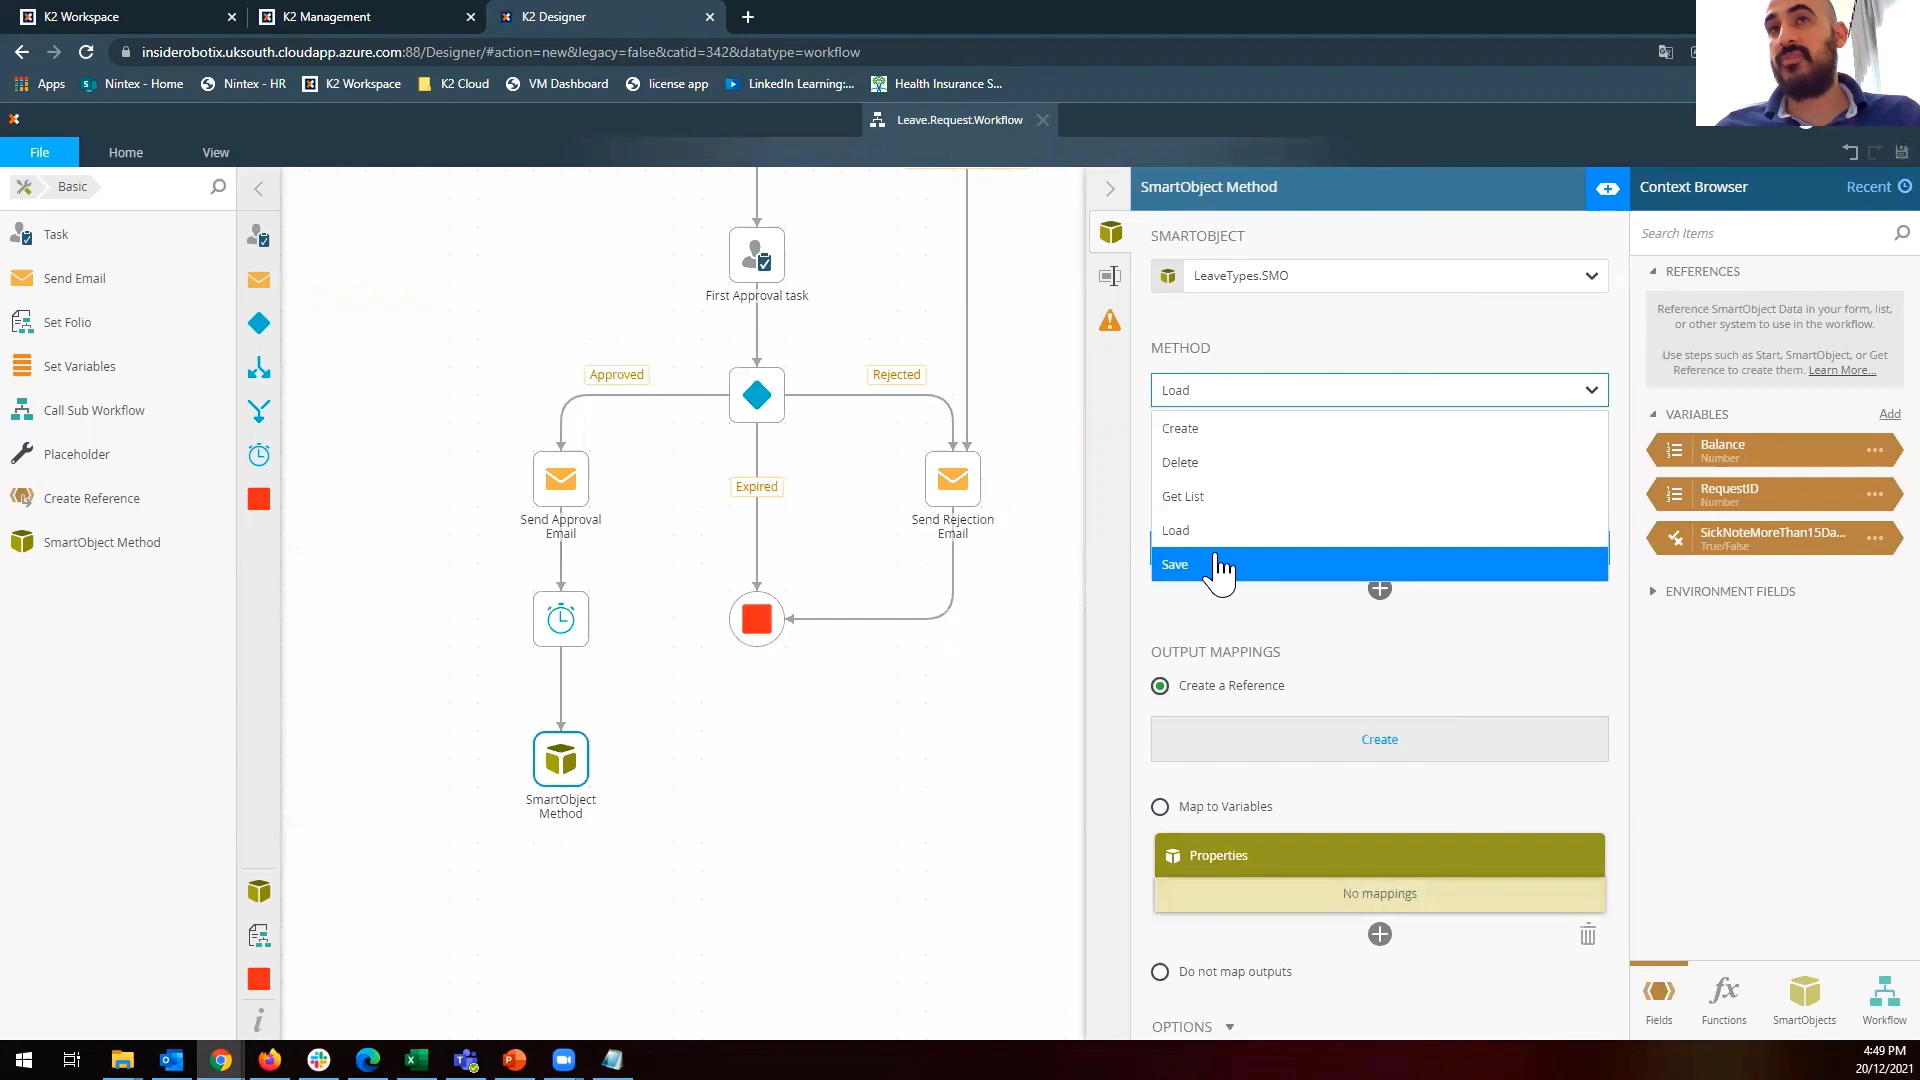 K2 Workspace
K2 Management
K2 Designer
insiderobotix.uksouth.cloudapp.azure.com:88/Designer/#action=new&legacy=false&catid=342&datatype=workflow
Apps
Nintex - Home
Nintex - HR
K2 Workspace
K2 Cloud
VM Dashboard
license app
LinkedIn Learning:...
Health Insurance S...
Leave.Request.Workflow
File
Home
View
Basic
Task
Send Email
Set Folio
Set Variables
Call Sub Workflow
Placeholder
Create Reference
SmartObject Method
First Approval task
Approved
Rejected
Expired
Send Approval
Email
Send Rejection
Email
SmartObject
Method
SmartObject Method
SMARTOBJECT
LeaveTypes.SMO
METHOD
Load
Create
Delete
Get List
Load
Save
OUTPUT MAPPINGS
Create a Reference
Create
Map to Variables
Properties
No mappings
Do not map outputs
OPTIONS
Context Browser
Recent
Search Items
REFERENCES
Reference SmartObject Data in your form, list,
or other system to use in the workflow.
Use steps such as Start, SmartObject, or Get
Reference to create them. Learn More...
VARIABLES
Add
Balance
Number
RequestID
Number
SickNoteMoreThan15Da...
True/False
ENVIRONMENT FIELDS
Fields
Functions
SmartObjects
Workflow
4:49 PM
20/12/2021